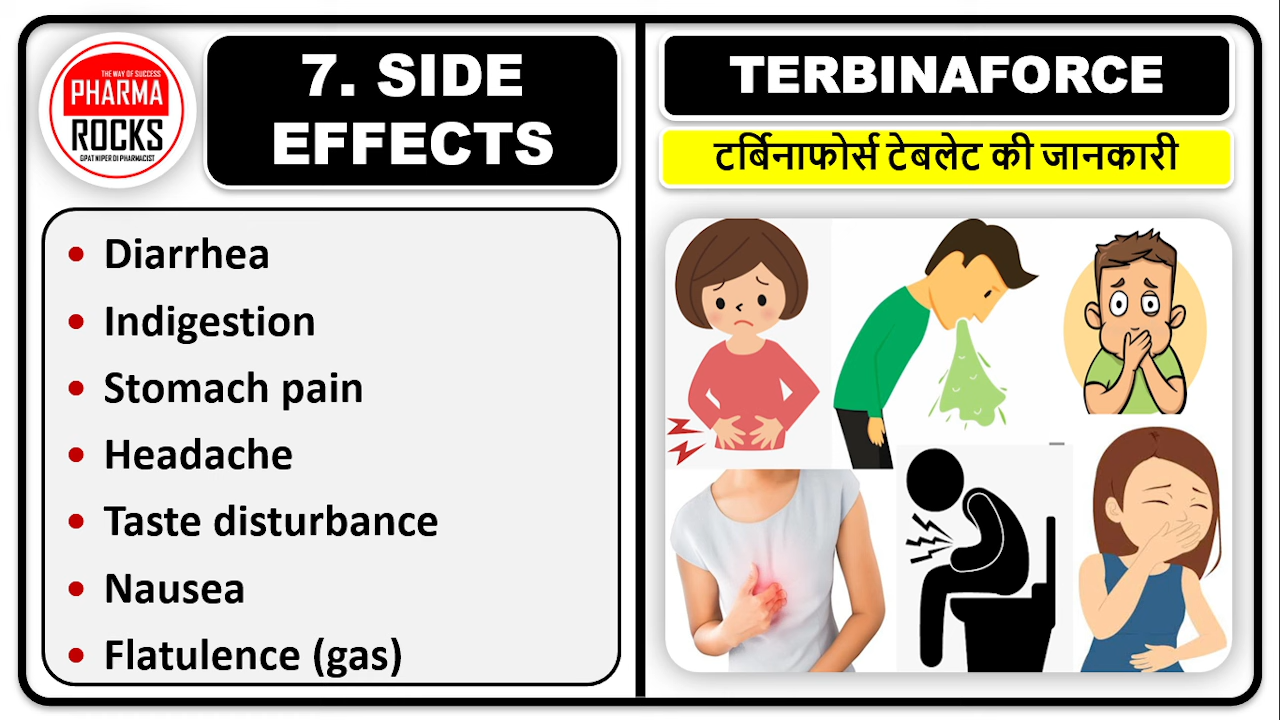 THE WAY OF SUCCESS
PHARMA
ROCKS
GPAT NIPER DI PHARMACIST
7. SIDE
EFFECTS
• Diarrhea
• Indigestion
• Stomach pain
• Headache
• Taste disturbance
• Nausea
• Flatulence (gas)
TERBINAFORCE
टर्बिनाफोर्स टेबलेट की जानकारी